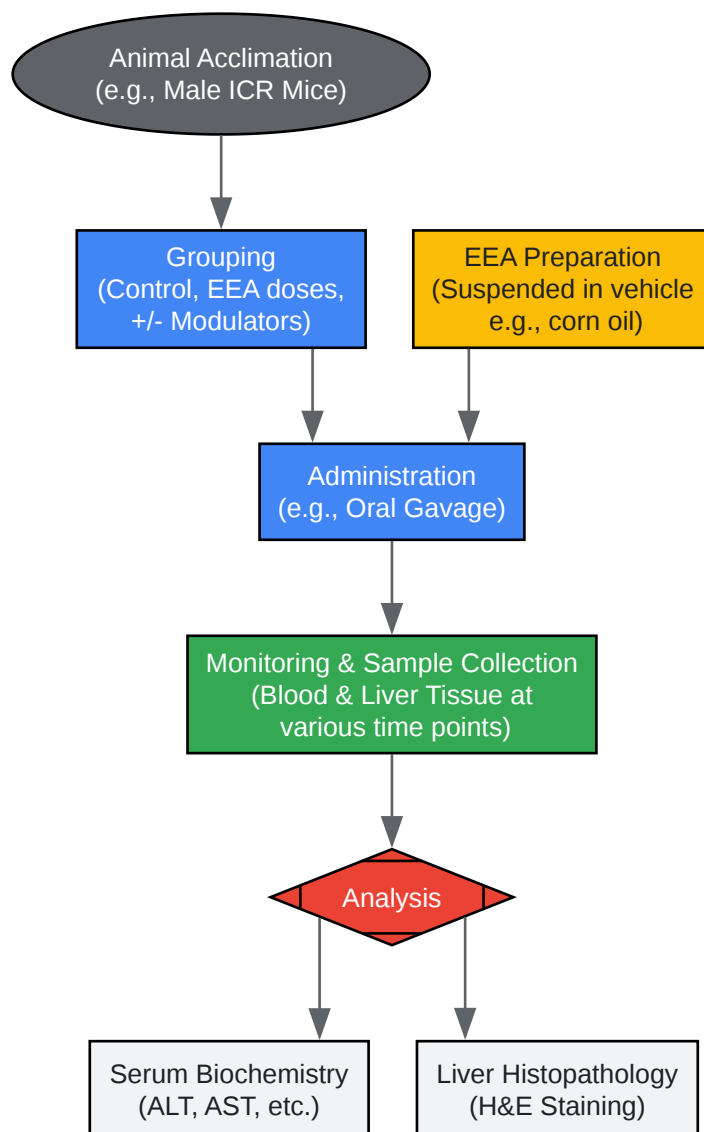 Animal Acclimation
(e.g., Male ICR Mice)
Grouping
(Control, EEA doses,
+/- Modulators)
EEA Preparation
(Suspended in vehicle
e.g., corn oil)
Administration
(e.g., Oral Gavage)
Monitoring & Sample Collection
(Blood & Liver Tissue at
various time points)
Analysis
Serum Biochemistry
(ALT, AST, etc.)
Liver Histopathology
(H&E Staining)